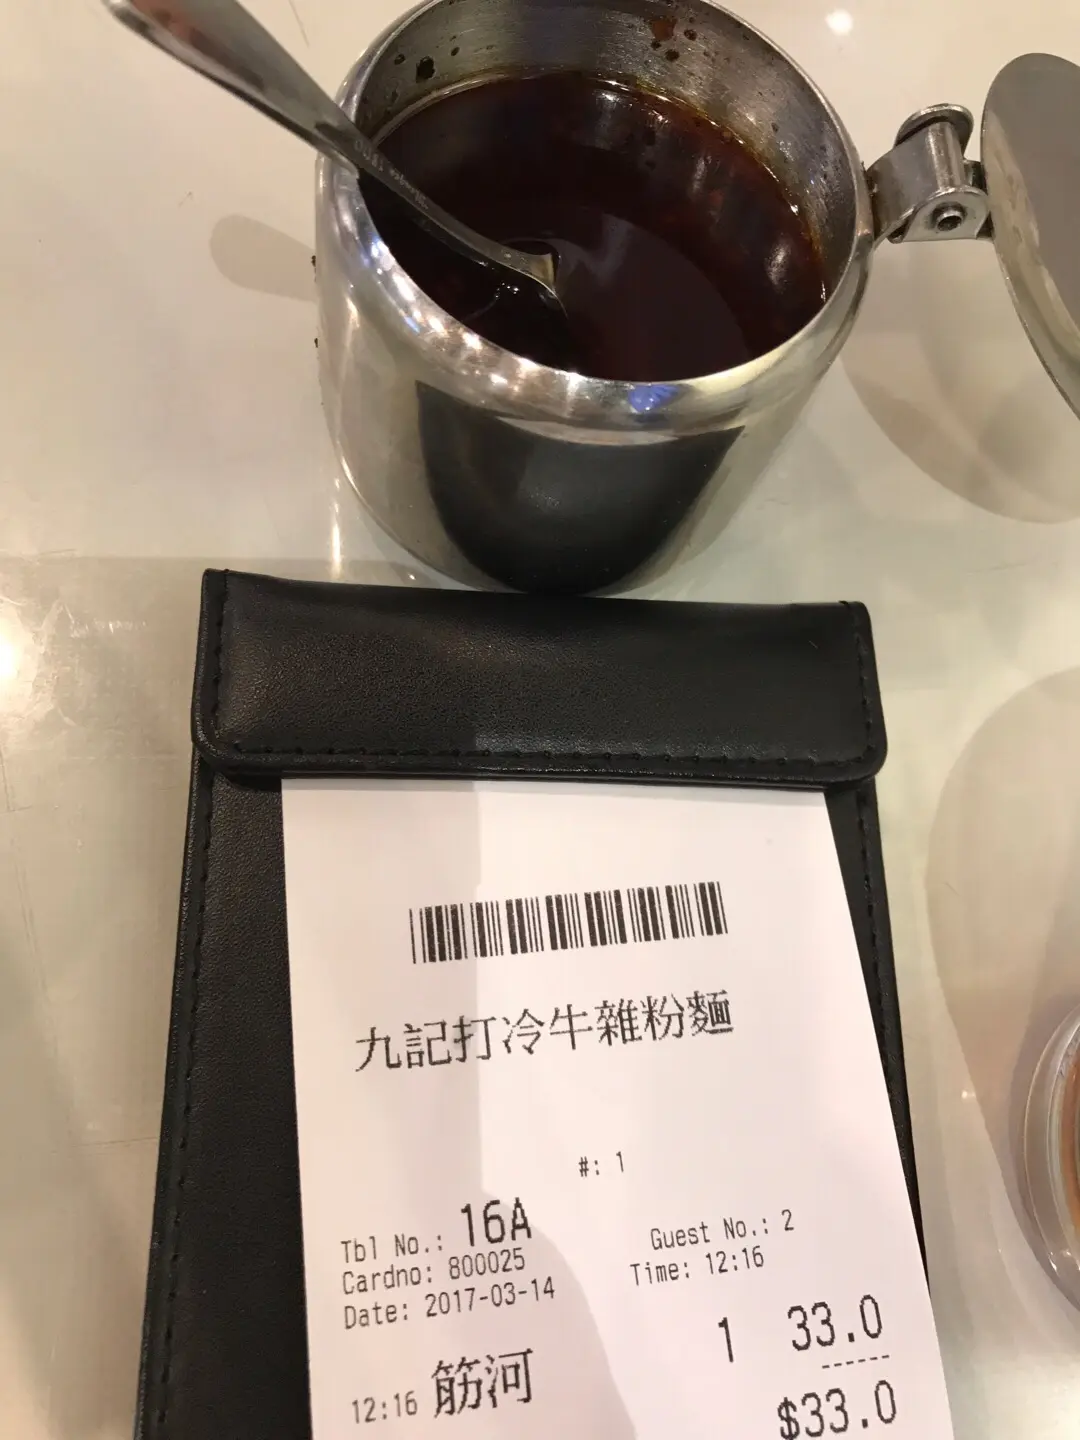 九記打冷牛雜粉麵
#: 1
Tbl No.: 16A
Guest No.: 2
Cardno: 800025
Time: 12:16
Date: 2017-03-14
12:16 筋河 1 33.0
------
$33.0